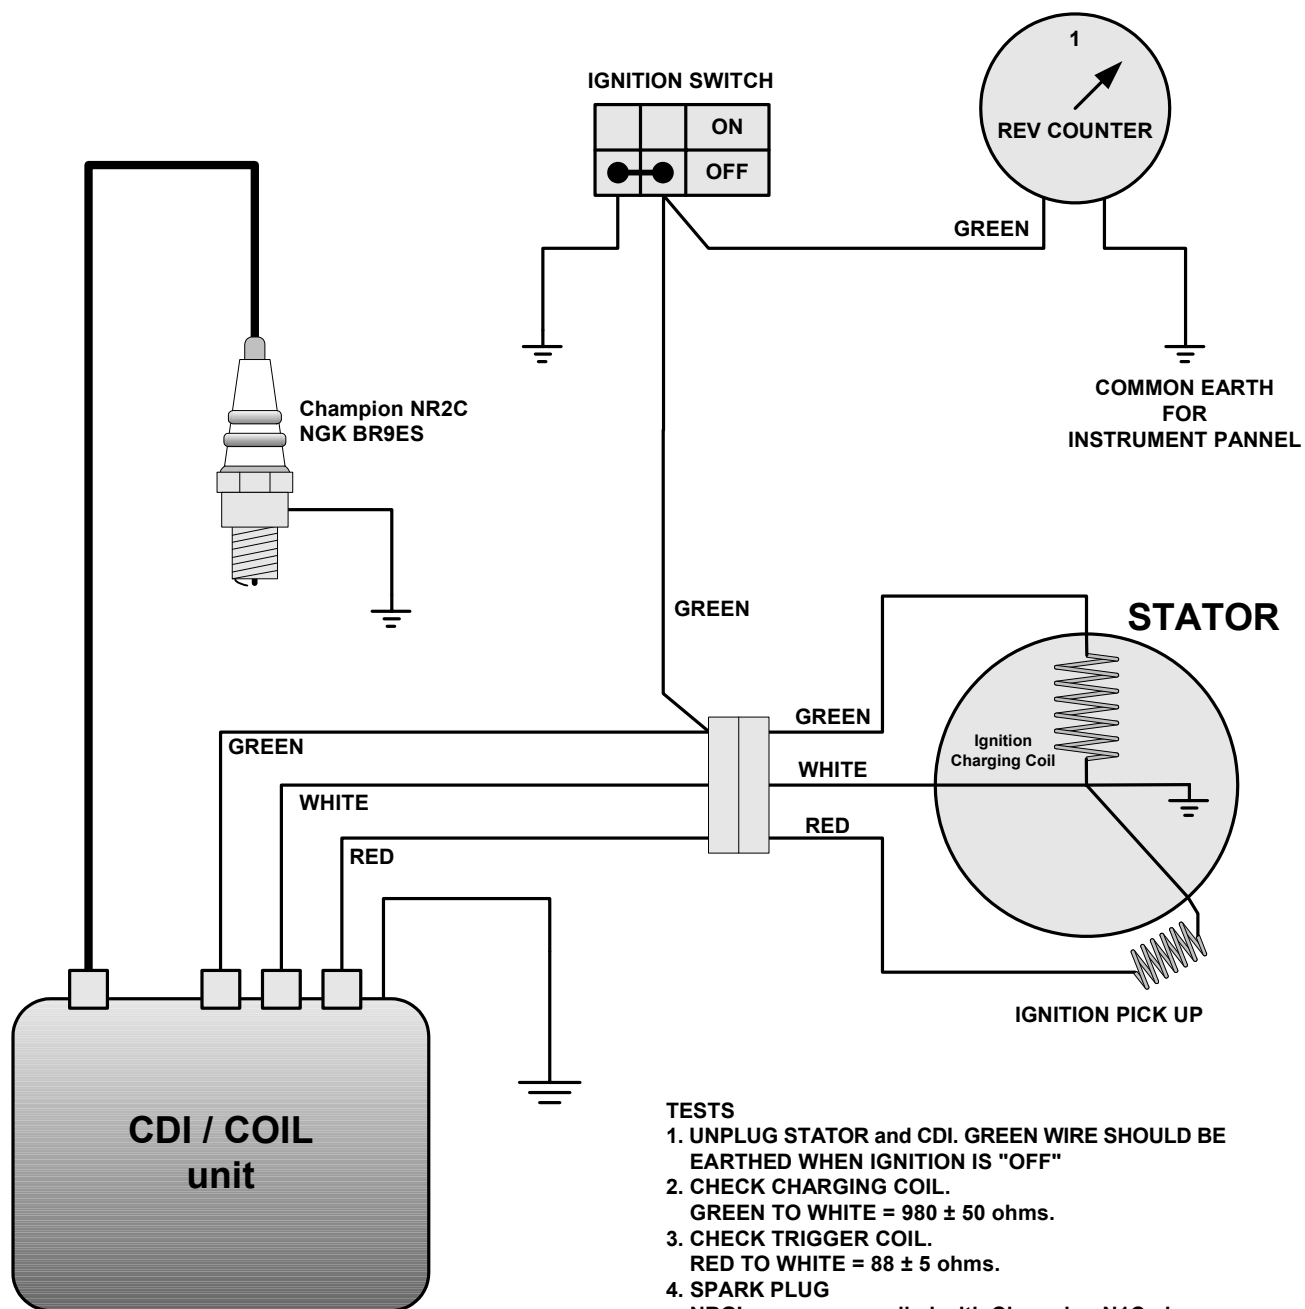 IGNITION SWITCH
ON
OFF
1
REV COUNTER
GREEN
COMMON EARTH
FOR
INSTRUMENT PANNEL
Champion NR2C
NGK BR9ES
GREEN
STATOR
GREEN
GREEN
Ignition
Charging Coil
WHITE
WHITE
RED
RED
IGNITION PICK UP
CDI / COIL
unit
TESTS
1. UNPLUG STATOR and CDI. GREEN WIRE SHOULD BE
EARTHED WHEN IGNITION IS "OFF"
2. CHECK CHARGING COIL.
GREEN TO WHITE = 980 ± 50 ohms.
3. CHECK TRIGGER COIL.
RED TO WHITE = 88 ± 5 ohms.
4. SPARK PLUG